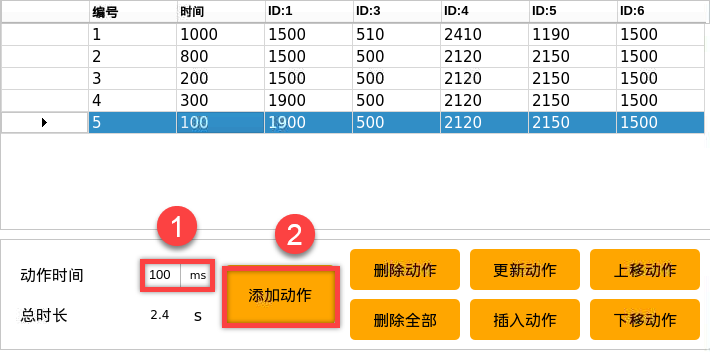 编号 时间 ID:1 ID:3 ID:4 ID:5 ID:6
1 1000 1500 510 2410 1190 1500
2 800 1500 500 2120 2150 1500
3 200 1500 500 2120 2150 1500
4 300 1900 500 2120 2150 1500
5 100 1900 500 2120 2150 1500
1 2
动作时间 100 ms 添加动作 删除动作 更新动作 上移动作
总时长 2.4 s 删除全部 插入动作 下移动作